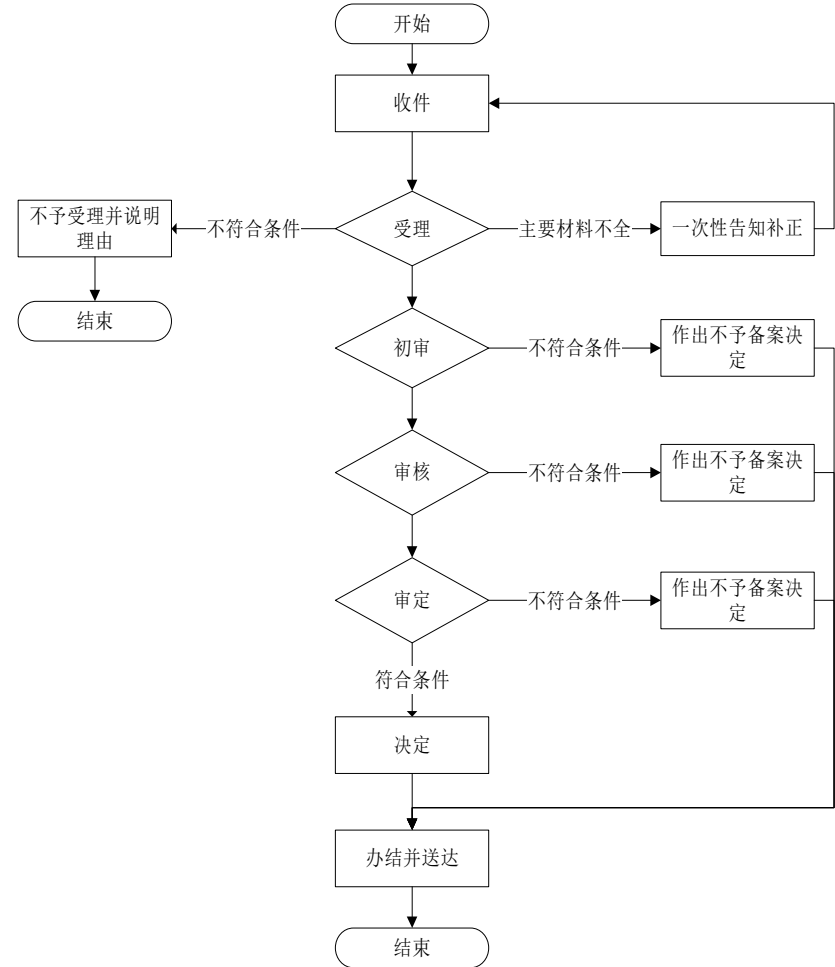 开始
收件
不予受理并说明
理由
不符合条件
受理
主要材料不全
一次性告知补正
结束
初审
不符合条件
作出不予备案决
定
审核
不符合条件
作出不予备案决
定
审定
不符合条件
作出不予备案决
定
符合条件
决定
办结并送达
结束